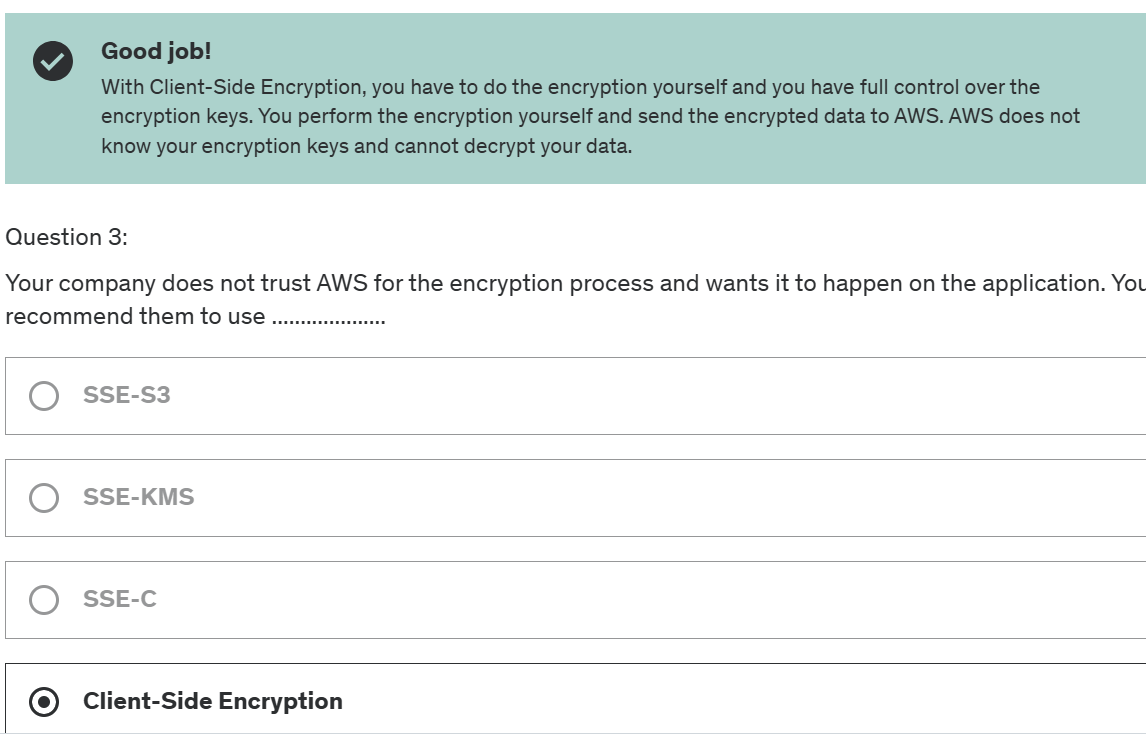 Good job!
With Client-Side Encryption, you have to do the encryption yourself and you have full control over the
encryption keys. You perform the encryption yourself and send the encrypted data to AWS. AWS does not
know your encryption keys and cannot decrypt your data.
Question 3:
Your company does not trust AWS for the encryption process and wants it to happen on the application. You
recommend them to use ....................
SSE-S3
SSE-KMS
SSE-C
Client-Side Encryption